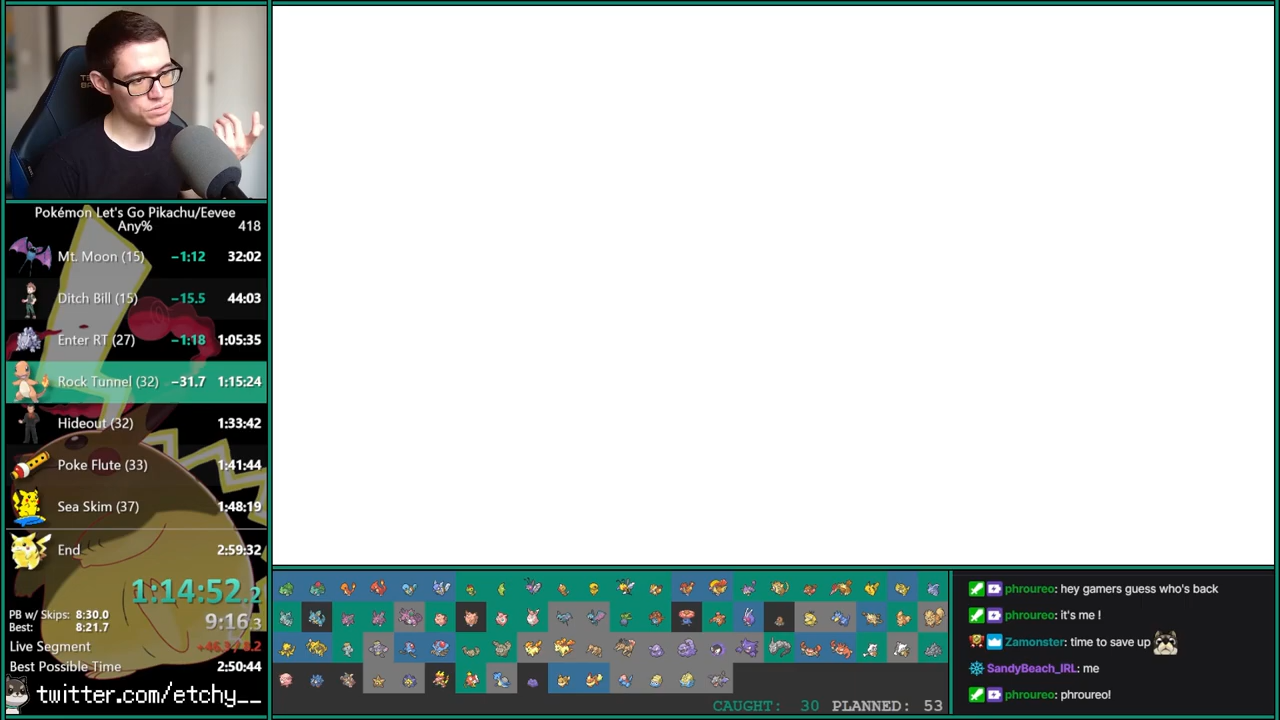 Pokémon Let's Go Pikachu/Eevee
Any% 418
Mt. Moon (15) −1:12 32:02
Ditch Bill (15) −15.5 44:03
Enter RT (27) −1:18 1:05:35
Rock Tunnel (32) −31.7 1:15:24
Hideout (32) 1:33:42
Poke Flute (33) 1:41:44
Sea Skim (37) 1:48:19
End 2:59:32
1:14:52.2
PB w/ Skips: 8:30.0
Best: 8:21.7
9:16.3
Live Segment
Best Possible Time 2:50:44
twitter.com/etchy__
CAUGHT: 30 PLANNED: 53
phroureo: hey gamers guess who's back
phroureo: it's me !
Zamonster: time to save up
SandyBeach_IRL: me
phroureo: phroureo!